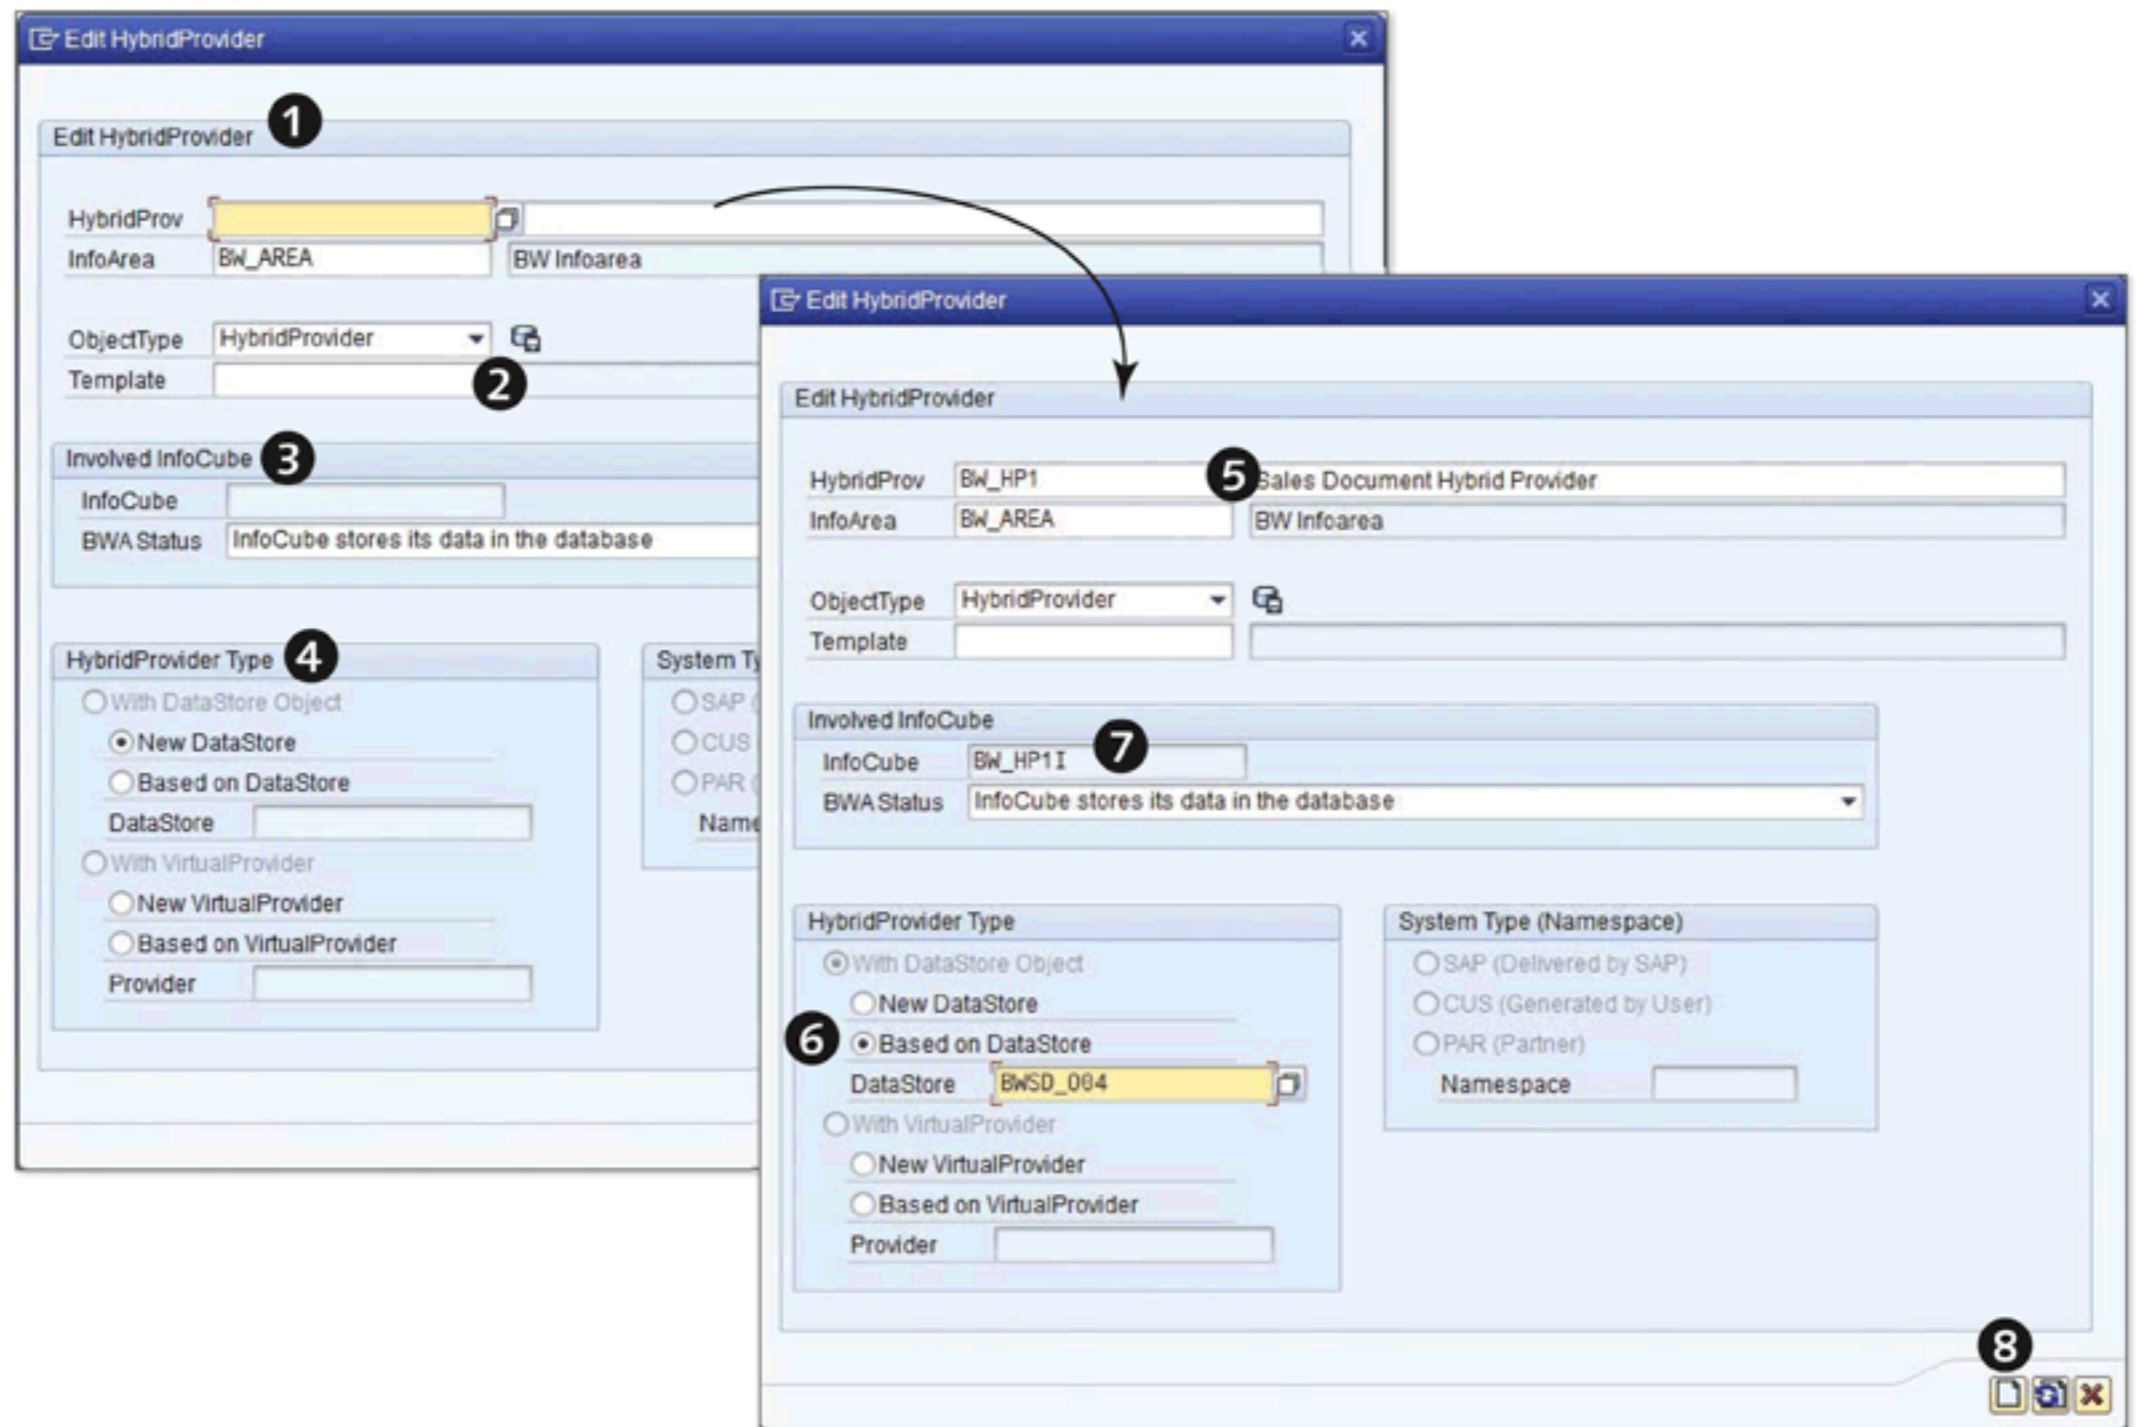 Edit HybridProvider
1
Edit HybridProvider
HybridProv
InfoArea BW_AREA BW Infoarea
ObjectType HybridProvider
Template
2
Involved InfoCube 3
InfoCube
BWA Status InfoCube stores its data in the database
HybridProvider Type 4
With DataStore Object
New DataStore
Based on DataStore
DataStore
With VirtualProvider
New VirtualProvider
Based on VirtualProvider
Provider
System Ty
SAP (
CUS
PAR (
Name
Edit HybridProvider
Edit HybridProvider
HybridProv BW_HP1 5 Sales Document Hybrid Provider
InfoArea BW_AREA BW Infoarea
ObjectType HybridProvider
Template
Involved InfoCube
InfoCube BW_HP1I 7
BWA Status InfoCube stores its data in the database
HybridProvider Type
With DataStore Object
New DataStore
6 Based on DataStore
DataStore BWSD_004
With VirtualProvider
New VirtualProvider
Based on VirtualProvider
Provider
System Type (Namespace)
SAP (Delivered by SAP)
CUS (Generated by User)
PAR (Partner)
Namespace
8